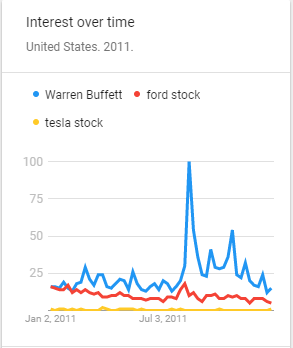 Interest over time
United States. 2011.
Warren Buffett
ford stock
tesla stock
100
75
50
25
Jan 2, 2011
Jul 3, 2011